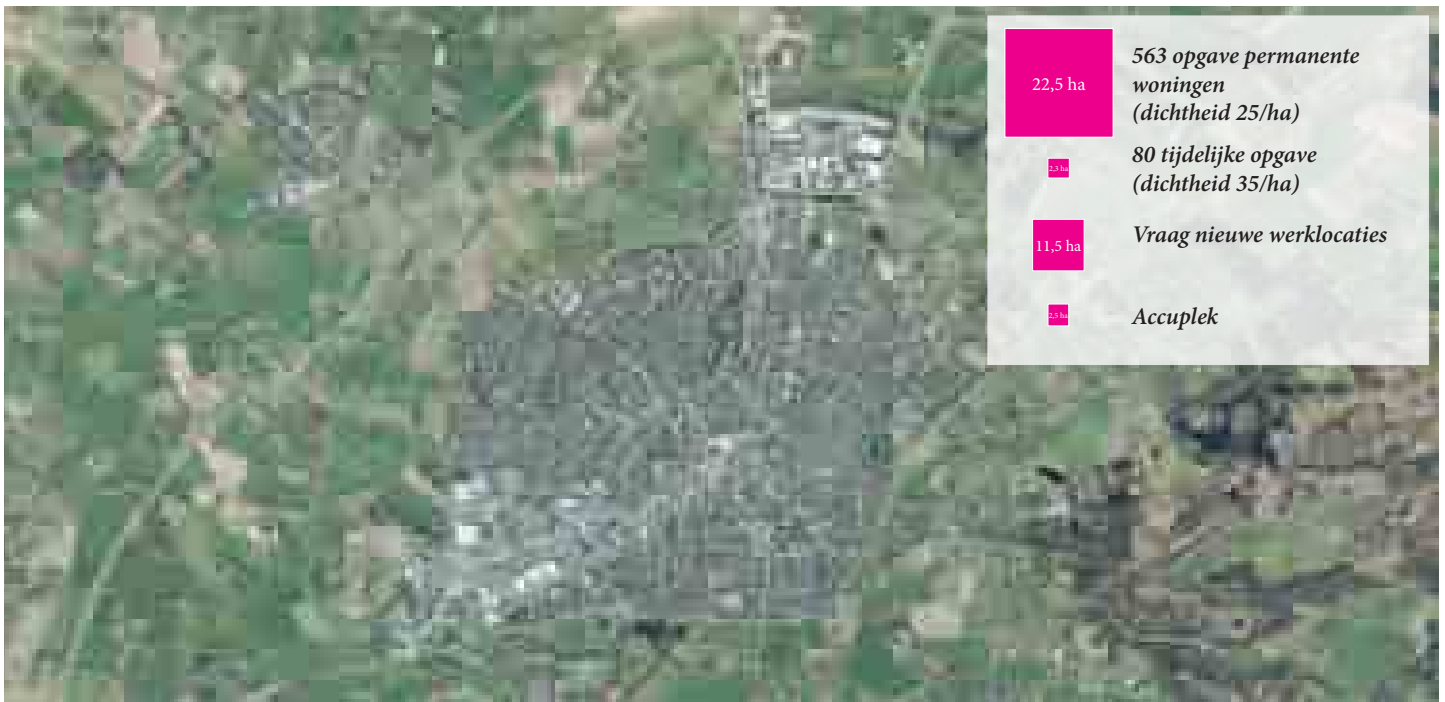 22,5 ha
563 opgave permanente
woningen
(dichtheid 25/ha)
2,3 ha
80 tijdelijke opgave
(dichtheid 35/ha)
11,5 ha
Vraag nieuwe werklocaties
2,5 ha
Accuplek